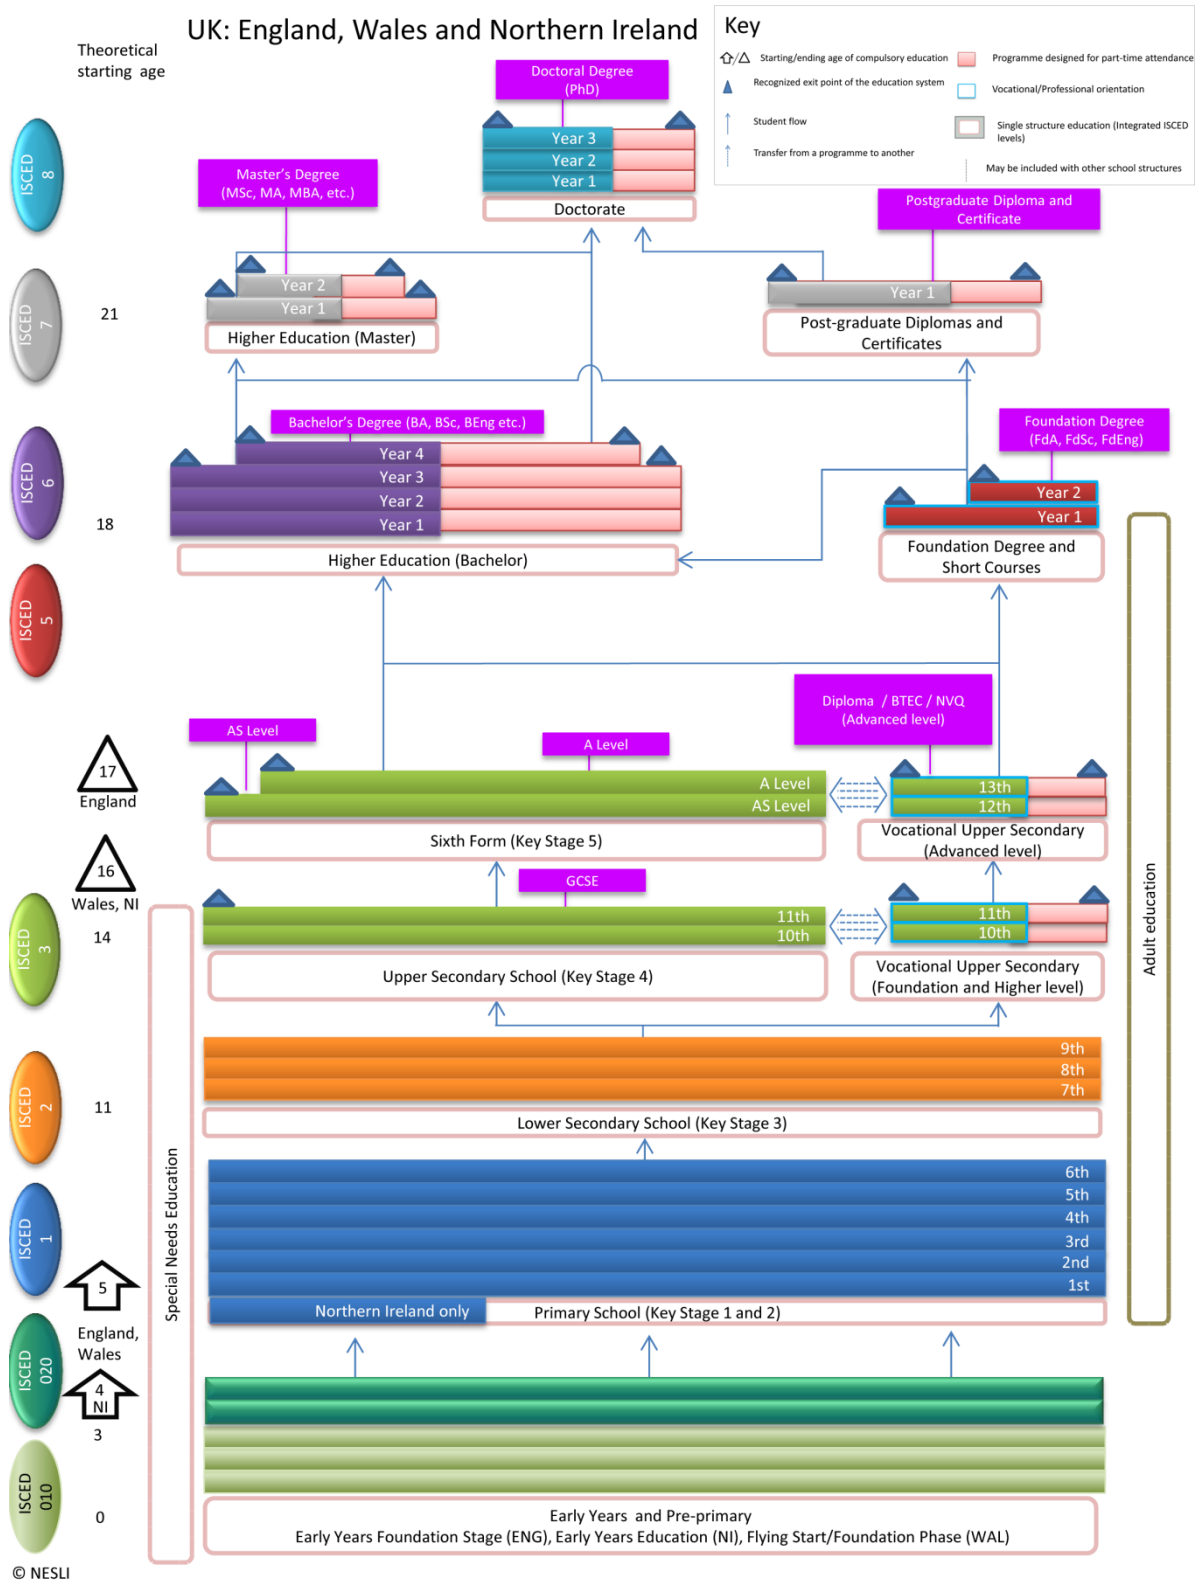 UK: England, Wales and Northern Ireland
Theoretical
starting age
Key
Starting/ending age of compulsory education
Recognized exit point of the education system
Student flow
Transfer from a programme to another
Programme designed for part-time attendance
Vocational/Professional orientation
Single structure education (Integrated ISCED
levels)
May be included with other school structures
ISCED
8
Doctoral Degree
(PhD)
Year 3
Year 2
Year 1
Doctorate
Master's Degree
(MSc, MA, MBA, etc.)
Postgraduate Diploma and
Certificate
ISCED
7
21
Year 2
Year 1
Higher Education (Master)
Year 1
Post-graduate Diplomas and
Certificates
ISCED
6
18
Bachelor's Degree (BA, BSc, BEng etc.)
Year 4
Year 3
Year 2
Year 1
Higher Education (Bachelor)
Foundation Degree
(FdA, FdSc, FdEng)
Year 2
Year 1
Foundation Degree and
Short Courses
ISCED
5
Diploma / BTEC / NVQ
(Advanced level)
AS Level
A Level
17
England
A Level
AS Level
Sixth Form (Key Stage 5)
13th
12th
Vocational Upper Secondary
(Advanced level)
16
Wales, NI
14
ISCED
3
GCSE
11th
10th
Upper Secondary School (Key Stage 4)
11th
10th
Vocational Upper Secondary
(Foundation and Higher level)
Adult education
ISCED
2
11
9th
8th
7th
Lower Secondary School (Key Stage 3)
Special Needs Education
ISCED
1
6th
5th
4th
3rd
2nd
1st
5
England,
Wales
Northern Ireland only
Primary School (Key Stage 1 and 2)
ISCED
020
4
NI
3
ISCED
010
0
Early Years and Pre-primary
Early Years Foundation Stage (ENG), Early Years Education (NI), Flying Start/Foundation Phase (WAL)
© NESLI